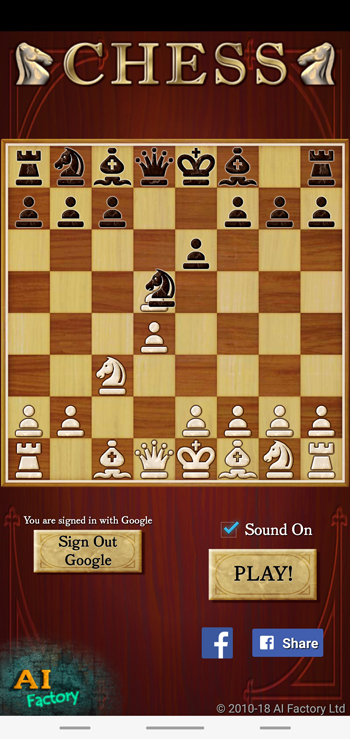 CHESS
You are signed in with Google
Sign Out
Google
Sound On
PLAY!
f
f Share
AI
Factory
© 2010-18 AI Factory Ltd